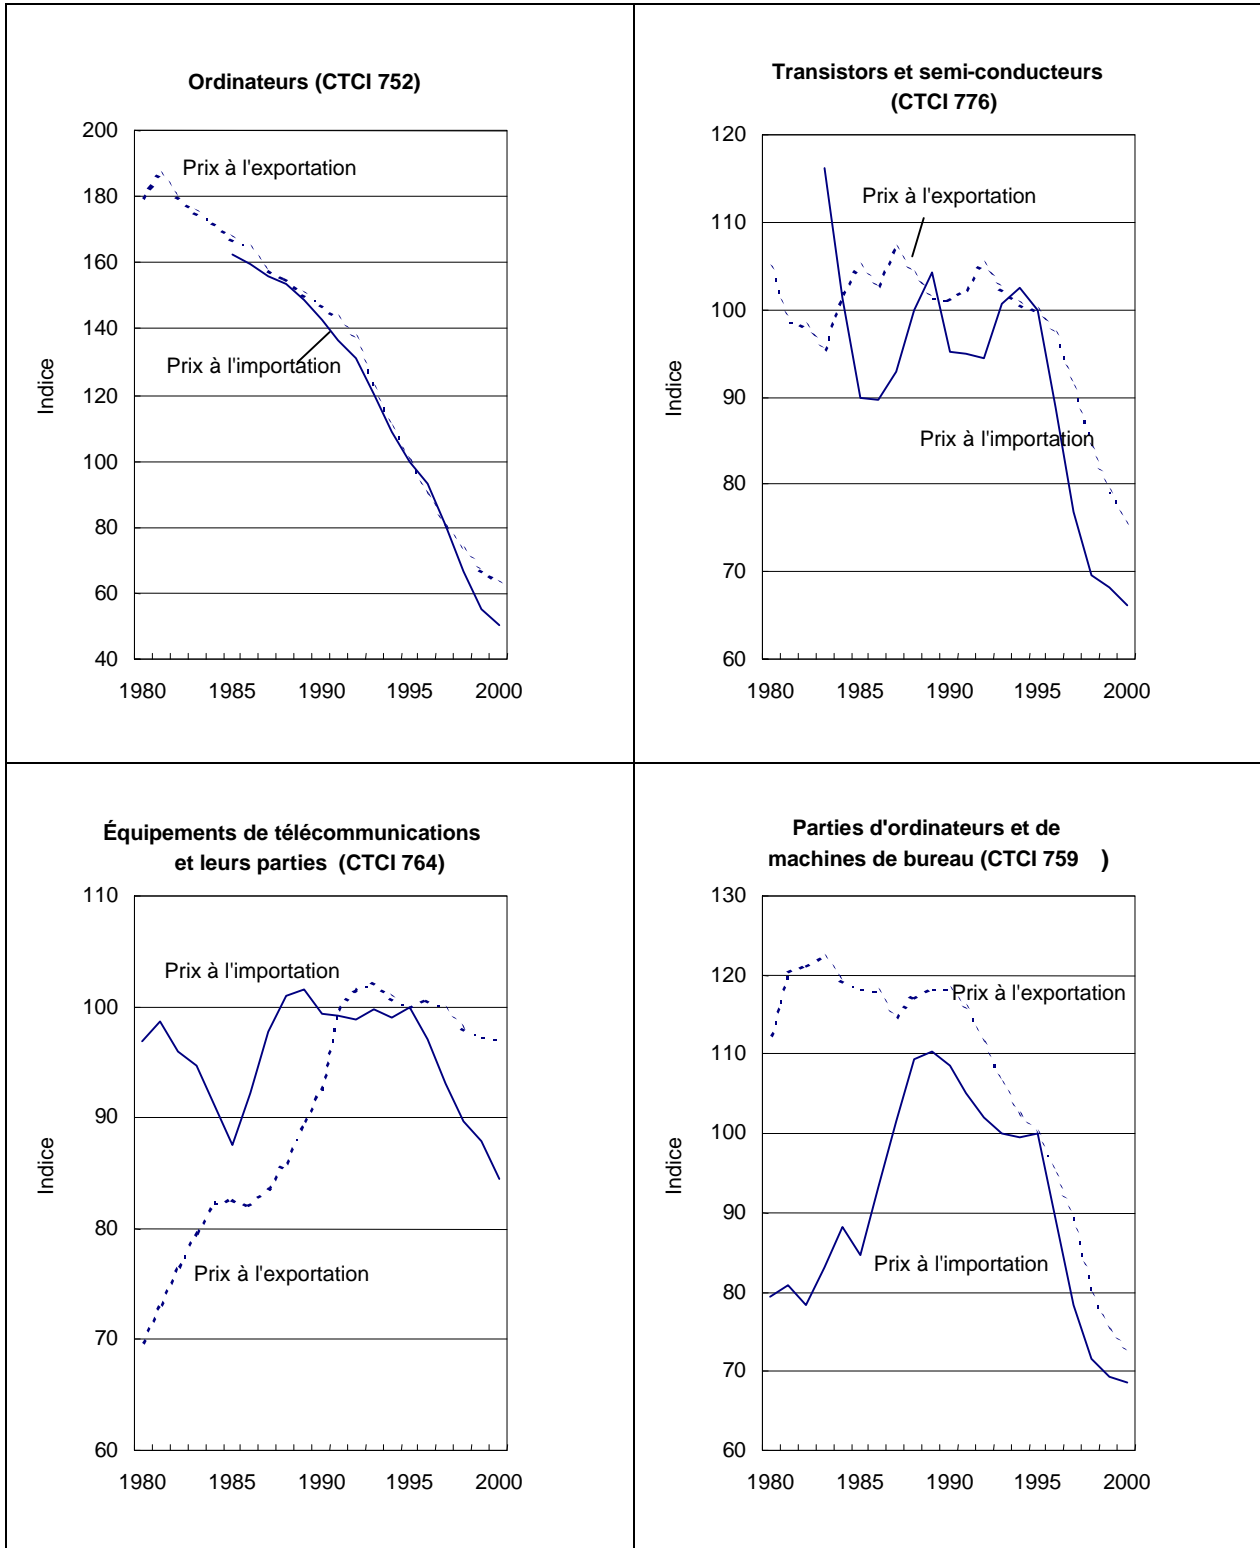 Ordinateurs (CTCI 752)
200
180
160
140
120
100
80
60
40
Indice
Prix à l'exportation
Prix à l'importation
1980 1985 1990 1995 2000
Transistors et semi-conducteurs
(CTCI 776)
120
110
100
90
80
70
60
Indice
Prix à l'exportation
Prix à l'importation
1980 1985 1990 1995 2000
Équipements de télécommunications
et leurs parties (CTCI 764)
110
100
90
80
70
60
Indice
Prix à l'importation
Prix à l'exportation
1980 1985 1990 1995 2000
Parties d'ordinateurs et de
machines de bureau (CTCI 759 )
130
120
110
100
90
80
70
60
Indice
Prix à l'exportation
Prix à l'importation
1980 1985 1990 1995 2000